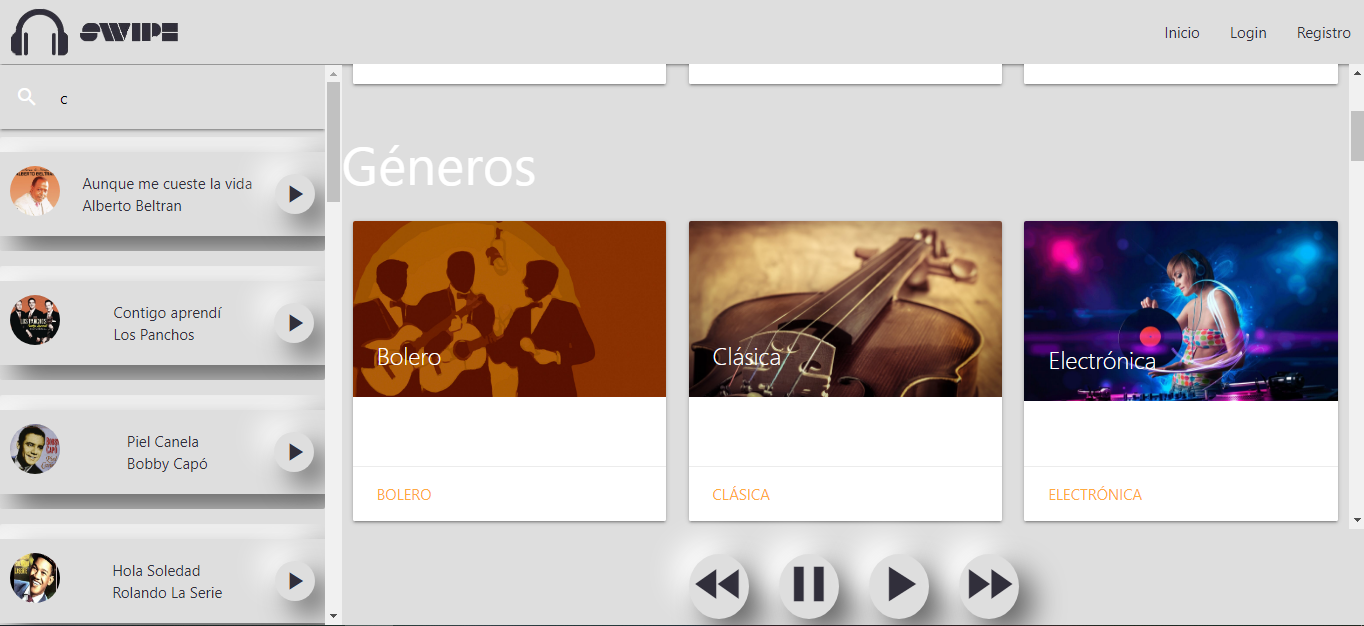 SWIPE
Inicio
Login
Registro
c
Aunque me cueste la vida
Alberto Beltran
Contigo aprendí
Los Panchos
Piel Canela
Bobby Capó
Hola Soledad
Rolando La Serie
Géneros
Bolero
Clásica
Electrónica
BOLERO
CLÁSICA
ELECTRÓNICA